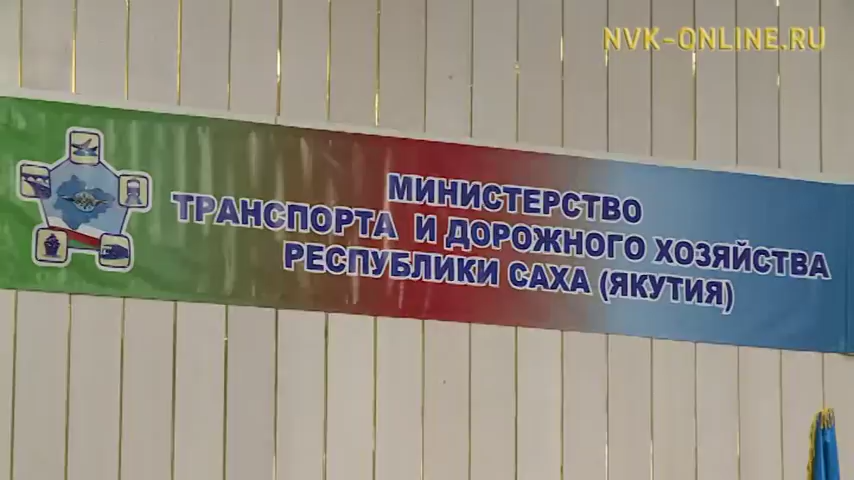 NVK-ONLINE.RU
МИНИСТЕРСТВО
ТРАНСПОРТА И ДОРОЖНОГО ХОЗЯЙСТВА
РЕСПУБЛИКИ САХА (ЯКУТИЯ)